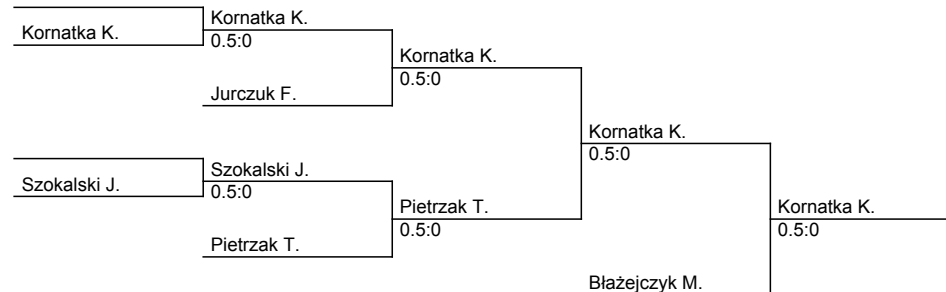 Kornatka K.
Kornatka K.
0.5:0
Jurczuk F.
Kornatka K.
0.5:0
Szokalski J.
Szokalski J.
0.5:0
Pietrzak T.
Pietrzak T.
0.5:0
Kornatka K.
0.5:0
Błażejczyk M.
Kornatka K.
0.5:0